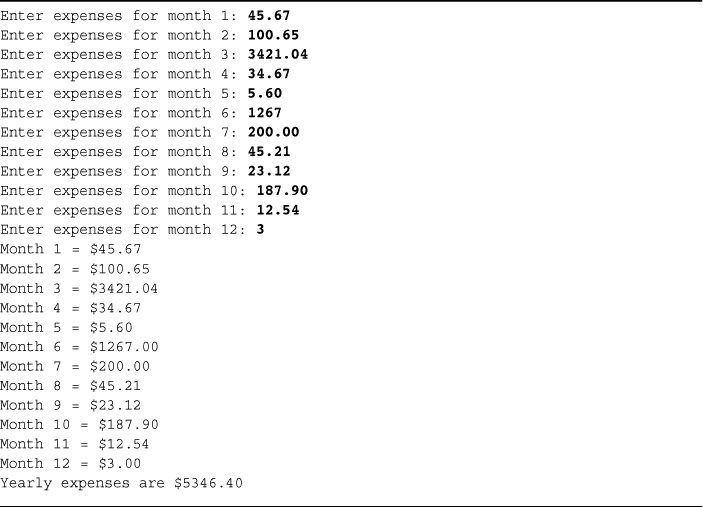 Enter expenses for month 1: 45.67
Enter expenses for month 2: 100.65
Enter expenses for month 3: 3421.04
Enter expenses for month 4: 34.67
Enter expenses for month 5: 5.60
Enter expenses for month 6: 1267
Enter expenses for month 7: 200.00
Enter expenses for month 8: 45.21
Enter expenses for month 9: 23.12
Enter expenses for month 10: 187.90
Enter expenses for month 11: 12.54
Enter expenses for month 12: 3
Month 1 = $45.67
Month 2 = $100.65
Month 3 = $3421.04
Month 4 = $34.67
Month 5 = $5.60
Month 6 = $1267.00
Month 7 = $200.00
Month 8 = $45.21
Month 9 = $23.12
Month 10 = $187.90
Month 11 = $12.54
Month 12 = $3.00
Yearly expenses are $5346.40